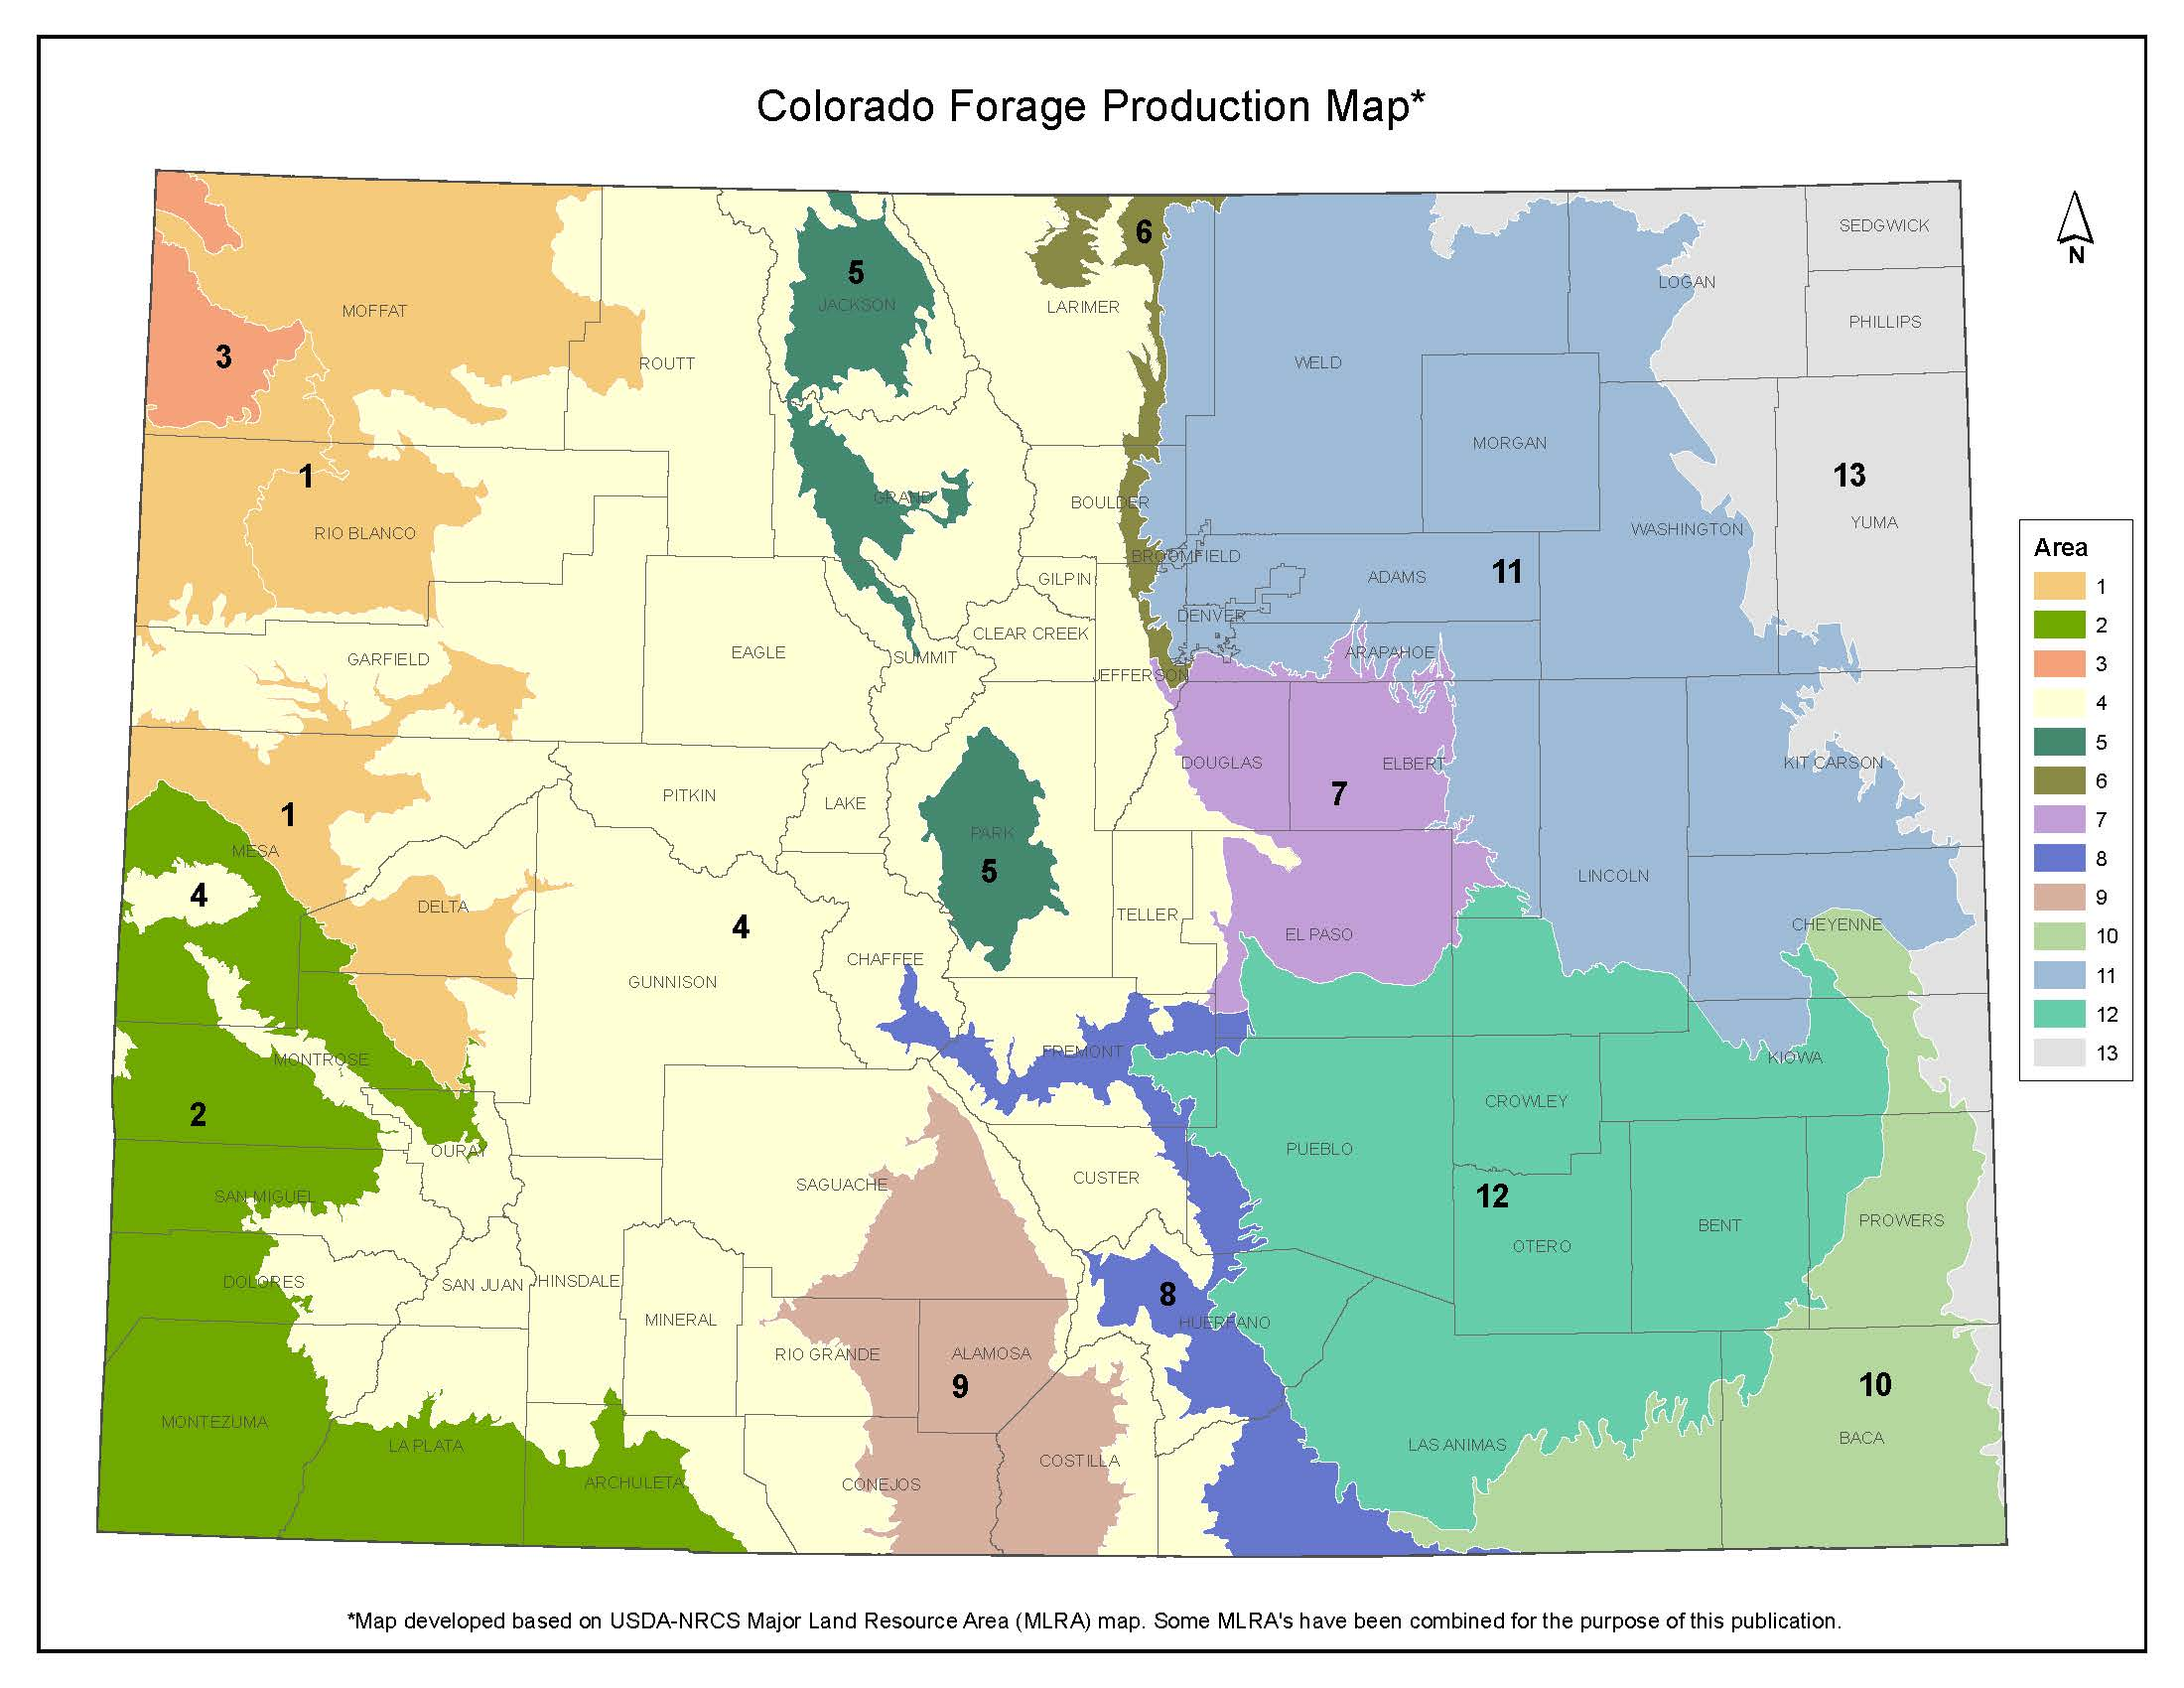 Colorado Forage Production Map*
SEDGWICK
6
N
5
LOGAN
JACKSON
LARIMER
MOFFAT
PHILLIPS
3
ROUTT
WELD
MORGAN
1
13
GRAND
BOULDER
YUMA
RIO BLANCO
WASHINGTON
Area
BROOMFIELD
GILPIN
ADAMS
11
1
DENVER
2
CLEAR CREEK
GARFIELD
EAGLE
SUMMIT
ARAPAHOE
3
JEFFERSON
4
5
DOUGLAS
ELBERT
KIT CARSON
6
PITKIN
LAKE
7
1
7
PARK
MESA
8
5
4
DELTA
LINCOLN
9
TELLER
4
EL PASO
CHEYENNE
10
CHAFFEE
GUNNISON
11
12
MONTROSE
FREMONT
KIOWA
13
2
CROWLEY
OURAY
PUEBLO
SAGUACHE
CUSTER
SAN MIGUEL
12
PROWERS
BENT
OTERO
DOLORES
SAN JUAN
HINSDALE
8
MINERAL
HUERFANO
RIO GRANDE
ALAMOSA
9
10
MONTEZUMA
LA PLATA
LAS ANIMAS
BACA
ARCHULETA
CONEJOS
COSTILLA
*Map developed based on USDA-NRCS Major Land Resource Area (MLRA) map. Some MLRA's have been combined for the purpose of this publication.